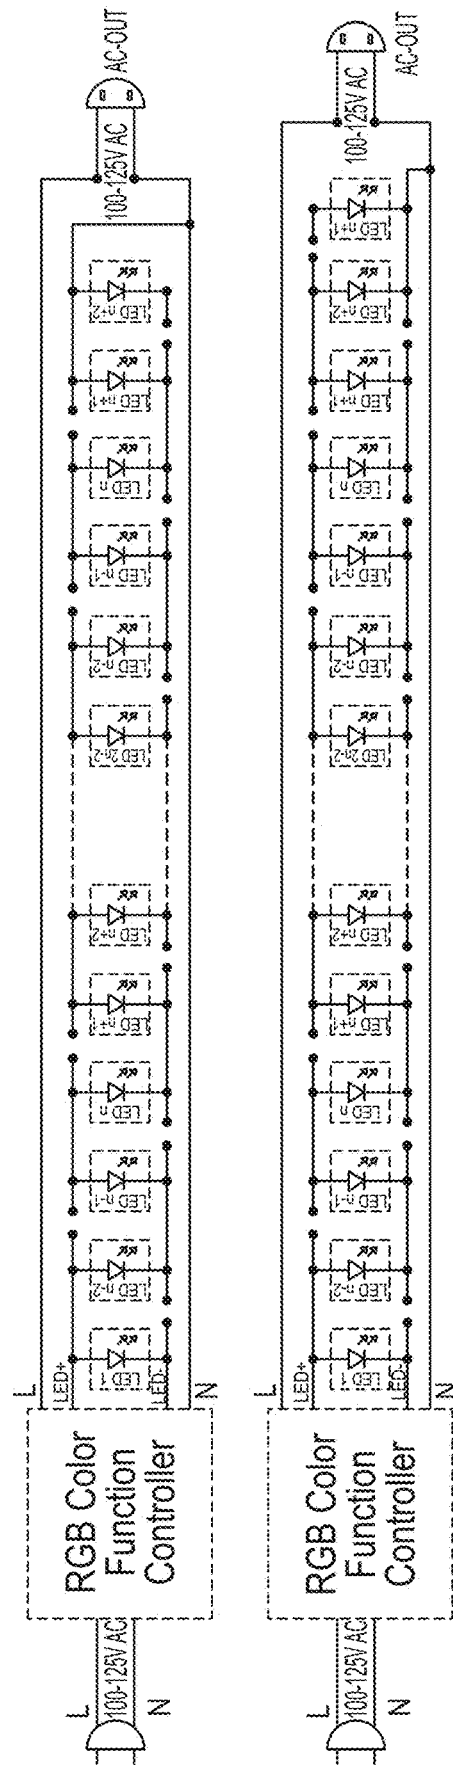 L
100-125V AC
N
RGB Color
Function
Controller
L
LED+
LED-
N
LED 1
LED n-2
LED n-1
LED n
LED n+1
LED n+2
LED 2n-2
LED n-2
LED n-1
LED n
LED n+1
LED n+2
100-125V AC
AC-OUT
L
100-125V AC
N
RGB Color
Function
Controller
L
LED+
LED-
N
LED 1
LED n-2
LED n-1
LED n
LED n+1
LED n+2
LED 2n-2
LED n-2
LED n-1
LED n
LED n+1
LED n+2
LED n+1
100-125V AC
AC-OUT